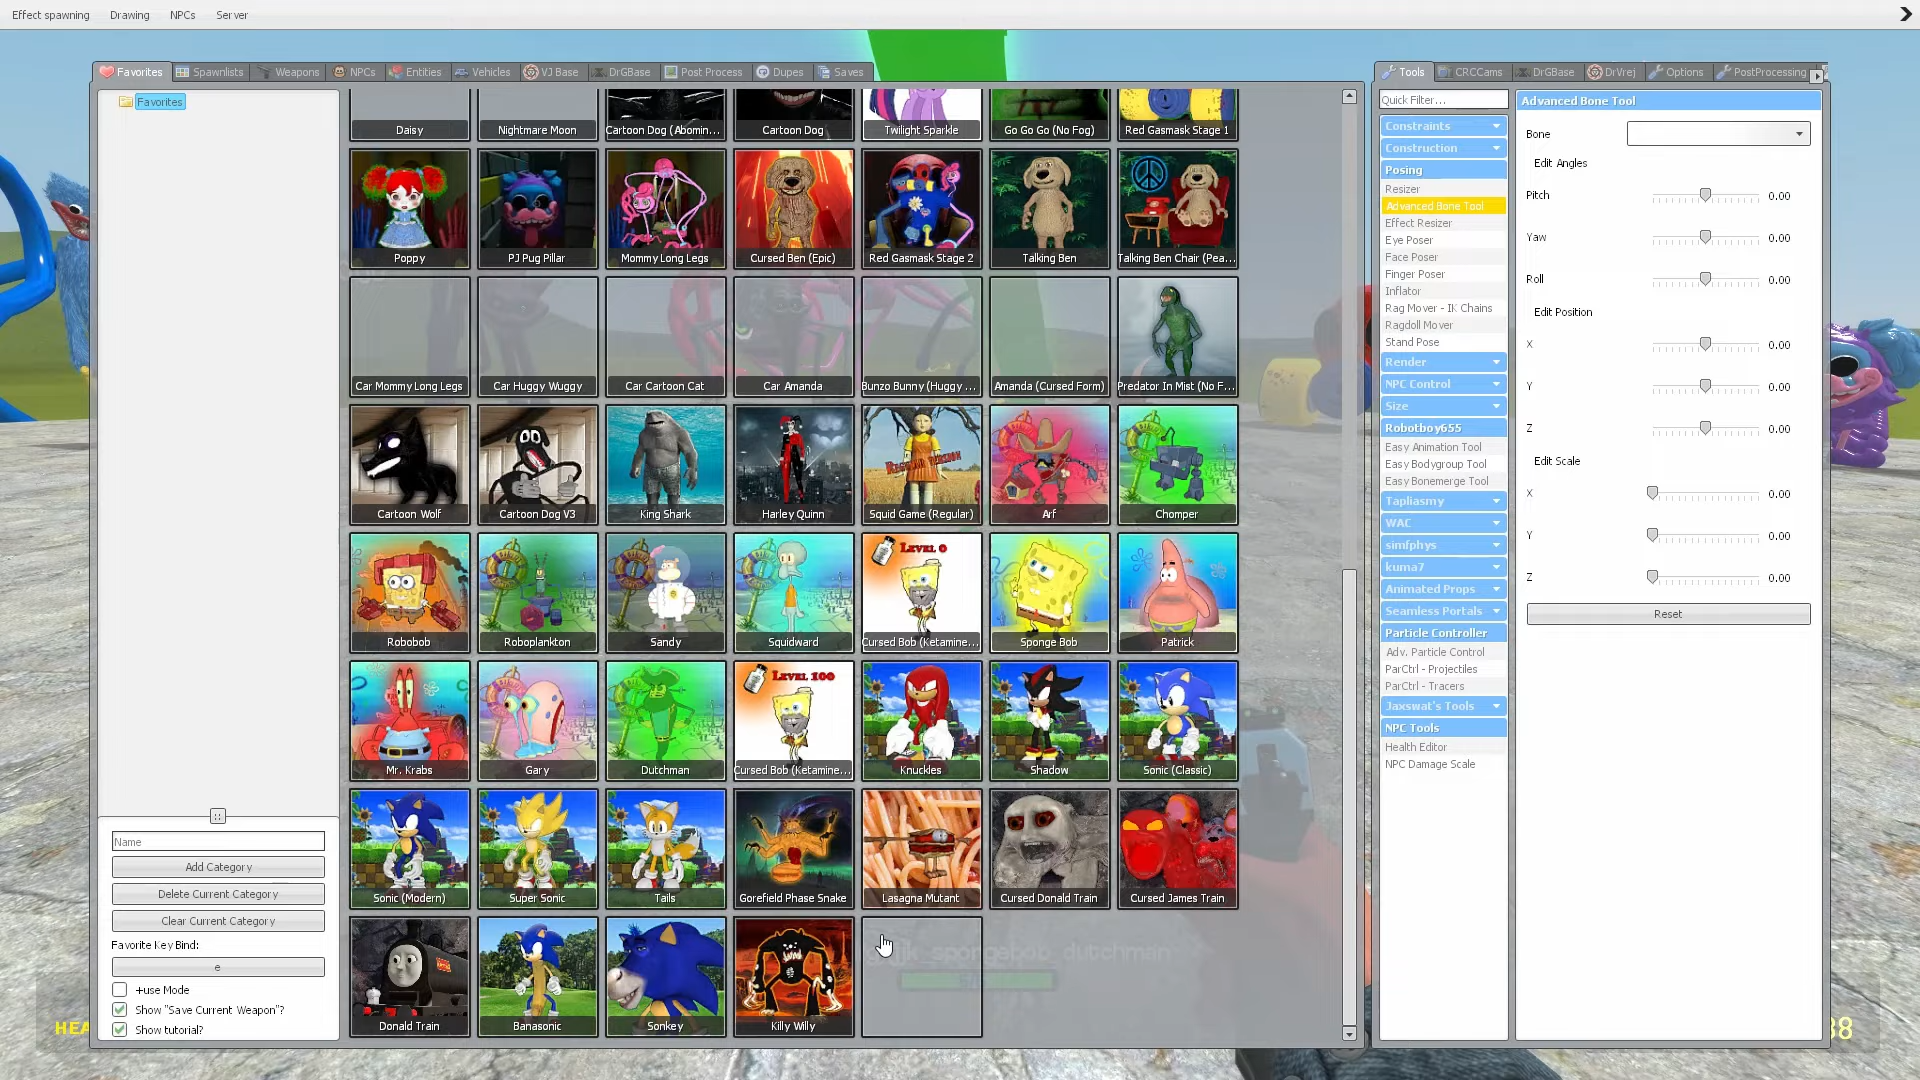 Effect spawning Drawing NPCs Server
Favorites Spawnlists Weapons NPCs Entities Vehicles VJ Base DrGBase Post Process Dupes Saves
Favorites
Daisy Nightmare Moon Cartoon Dog (Abomin... Cartoon Dog Twilight Sparkle Go Go Go (No Fog) Red Gasmask Stage 1
Poppy PJ Pug Pillar Mommy Long Legs Cursed Ben (Epic) Red Gasmask Stage 2 Talking Ben Talking Ben Chair (Pea...
Car Mommy Long Legs Car Huggy Wuggy Car Cartoon Cat Car Amanda Bunzo Bunny (Huggy ... Amanda (Cursed Form) Predator In Mist (No F...
REGULAR VERSION
Cartoon Wolf Cartoon Dog V3 King Shark Harley Quinn Squid Game (Regular) Arf Chomper
LEVEL 0
Robobob Roboplankton Sandy Squidward Cursed Bob (Ketamine... Sponge Bob Patrick
LEVEL 100
Mr. Krabs Gary Dutchman Cursed Bob (Ketamine... Knuckles Shadow Sonic (Classic)
Sonic (Modern) Super Sonic Tails Gorefield Phase Snake Lasagna Mutant Cursed Donald Train Cursed James Train
spongebob_dutchman
Donald Train Banasonic Sonkey Killy Willy
Name
Add Category
Delete Current Category
Clear Current Category
Favorite Key Bind:
e
+use Mode
Show "Save Current Weapon"?
Show tutorial?
HEA
38
Tools CRCCams DrGBase DrVrej Options PostProcessing
Quick Filter...
Constraints
Construction
Posing
Resizer
Advanced Bone Tool
Effect Resizer
Eye Poser
Face Poser
Finger Poser
Inflator
Rag Mover - IK Chains
Ragdoll Mover
Stand Pose
Render
NPC Control
Size
Robotboy655
Easy Animation Tool
Easy Bodygroup Tool
Easy Bonemerge Tool
Tapliasmy
WAC
simfphys
kuma7
Animated Props
Seamless Portals
Particle Controller
Adv. Particle Control
ParCtrl - Projectiles
ParCtrl - Tracers
Jaxswat's Tools
NPC Tools
Health Editor
NPC Damage Scale
Advanced Bone Tool
Bone
Edit Angles
Pitch 0.00
Yaw 0.00
Roll 0.00
Edit Position
X 0.00
Y 0.00
Z 0.00
Edit Scale
X 0.00
Y 0.00
Z 0.00
Reset